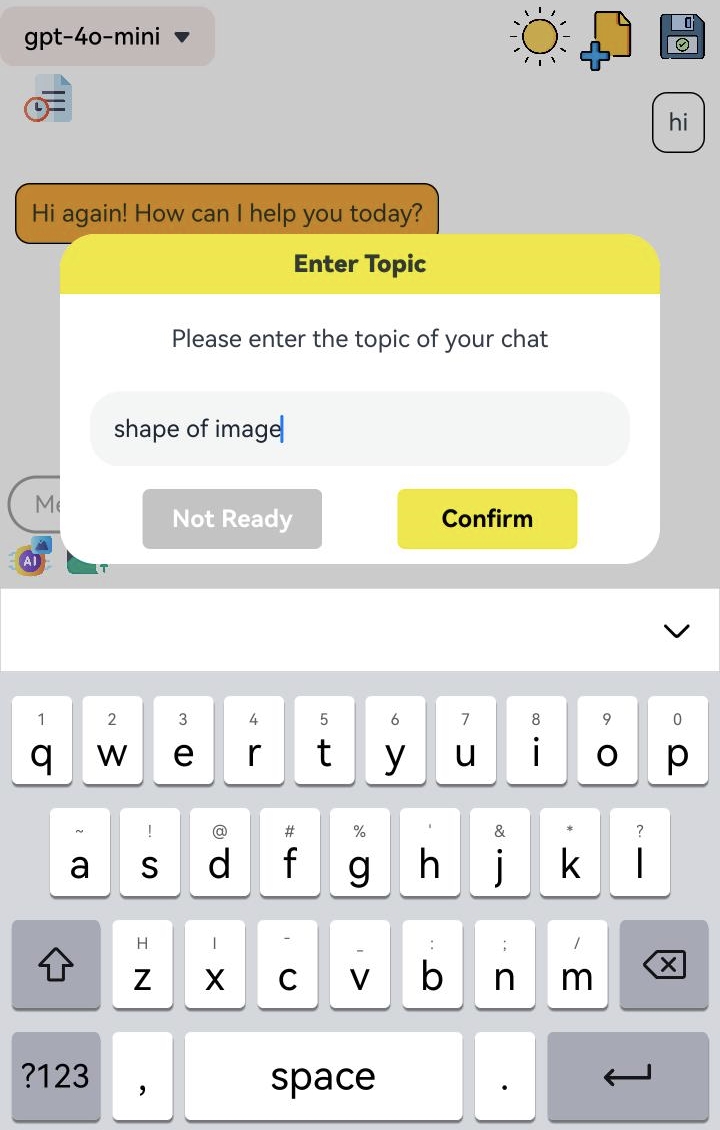 gpt-4o-mini
hi
Hi again! How can I help you today?
Enter Topic
Please enter the topic of your chat
shape of image
Me
Not Ready
Confirm
AI
1 2 3 4 5 6 7 8 9 0
q w e r t y u i o p
~ ! @ # % ' & * ?
a s d f g h j k l
H I - _ : ; /
z x c v b n m
?123 , space .